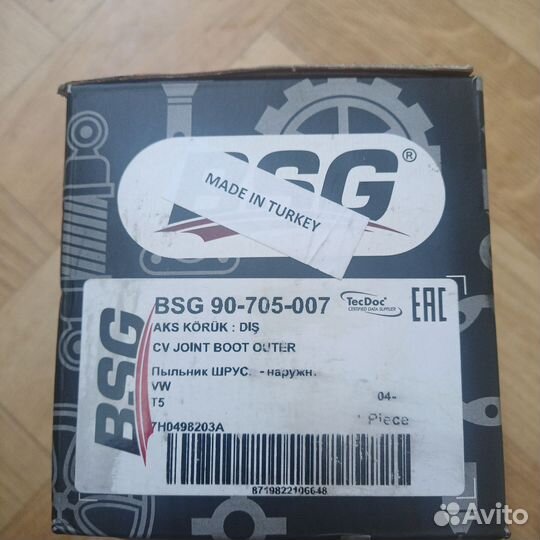 BSG®
MADE IN TURKEY
BSG
BSG 90-705-007
TecDoc
CERTIFIED DATA SUPPLIER
EAC
AKS KÖRÜK : DIŞ
CV JOINT BOOT OUTER
Пыльник ШРУС - наружн.
VW
T5
04-
Piece
7H0498203A
8719822106648
Avito